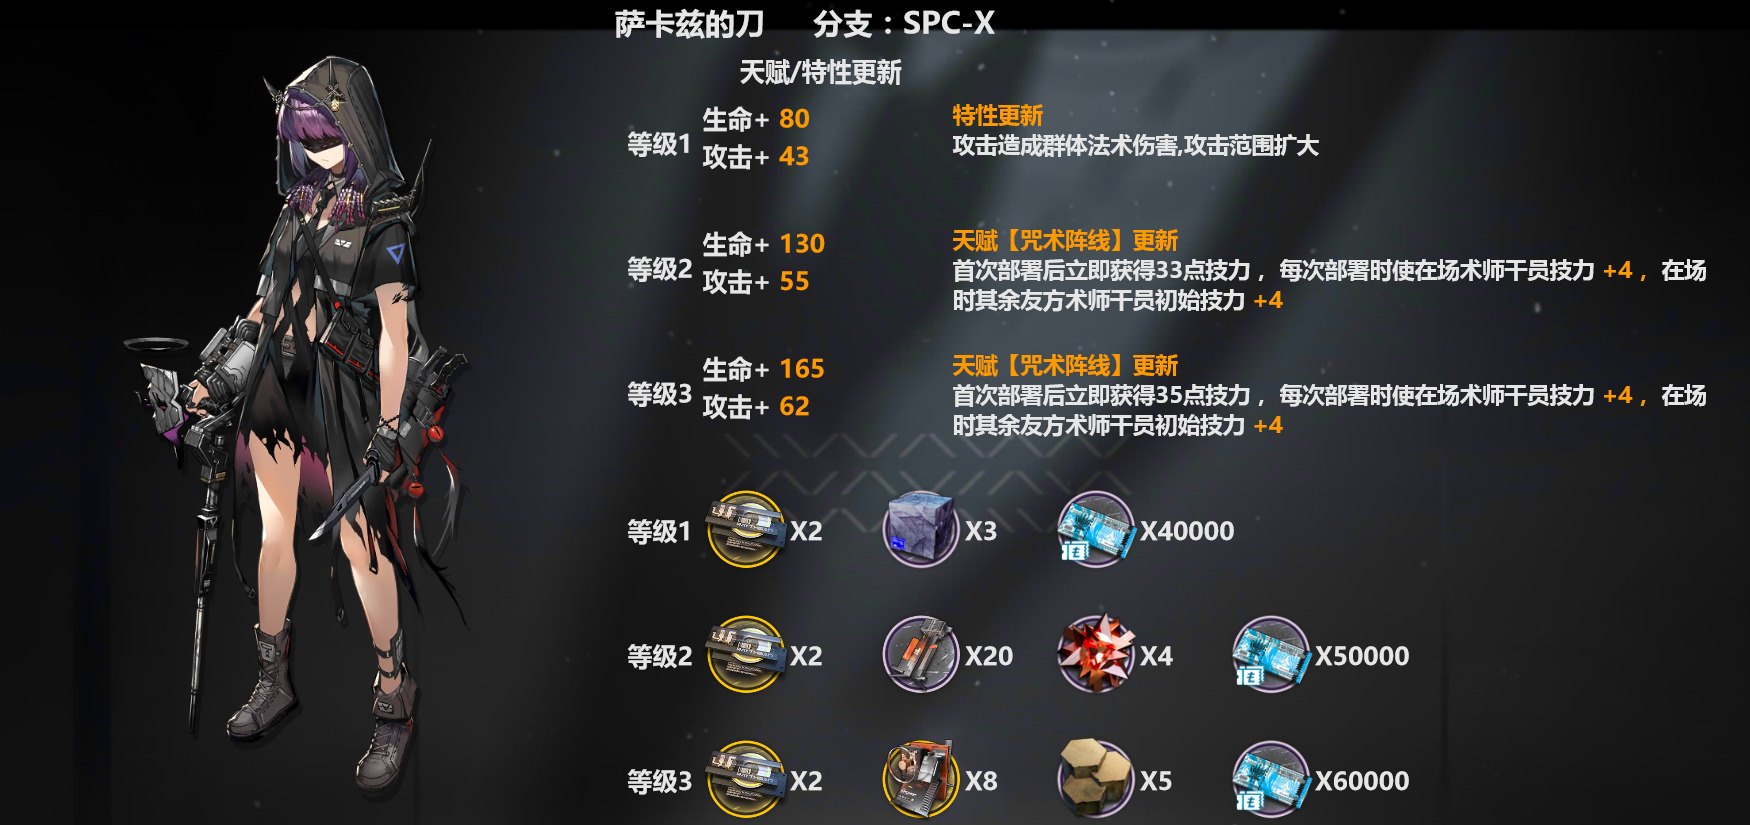 萨卡兹的刀 分支：SPC-X
天赋/特性更新
等级1
生命+ 80
攻击+ 43
特性更新
攻击造成群体法术伤害,攻击范围扩大
等级2
生命+ 130
攻击+ 55
天赋【咒术阵线】更新
首次部署后立即获得33点技力，每次部署时使在场术师干员技力 +4，在场
时其余友方术师干员初始技力 +4
等级3
生命+ 165
攻击+ 62
天赋【咒术阵线】更新
首次部署后立即获得35点技力，每次部署时使在场术师干员技力 +4，在场
时其余友方术师干员初始技力 +4
等级1 X2 X3 X40000
等级2 X2 X20 X4 X50000
等级3 X2 X8 X5 X60000